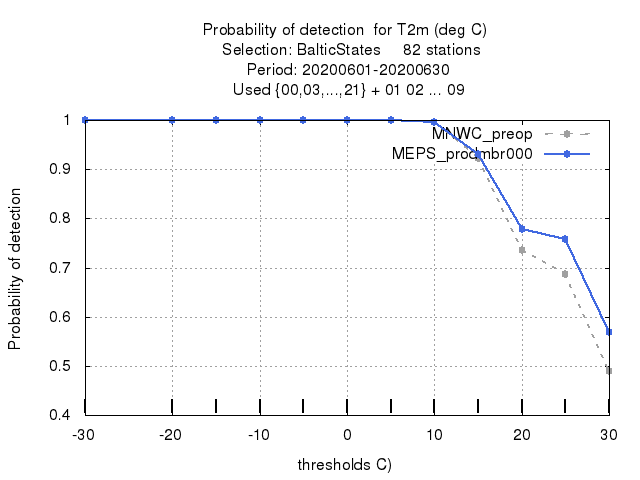 Probability of detection  for T2m (deg C)
Selection: BalticStates     82 stations
Period: 20200601-20200630
Used {00,03,...,21} + 01 02 ... 09
MNWC_preop
MEPS_prodmbr000
1
0.9
0.8
0.7
0.6
0.5
0.4
Probability of detection
-30 -20 -10 0 10 20 30
thresholds C)